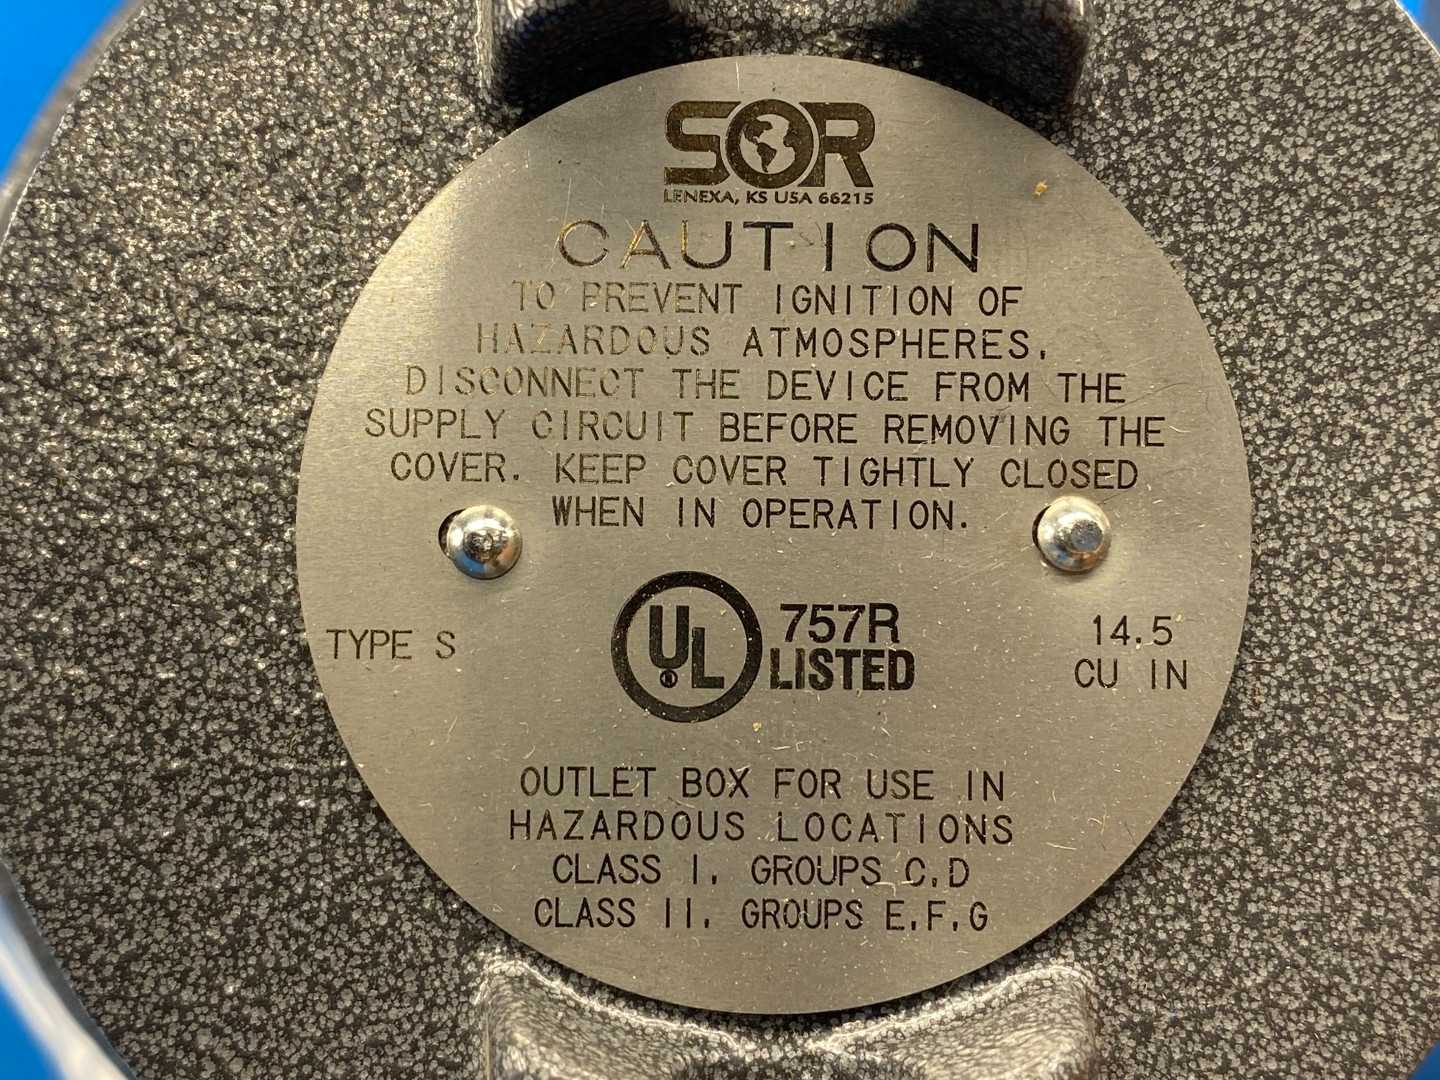 SOR
LENEXA, KS USA 66215
CAUTION
TO PREVENT IGNITION OF
HAZARDOUS ATMOSPHERES,
DISCONNECT THE DEVICE FROM THE
SUPPLY CIRCUIT BEFORE REMOVING THE
COVER. KEEP COVER TIGHTLY CLOSED
WHEN IN OPERATION.
TYPE S
UL ®
757R
LISTED
14.5
CU IN
OUTLET BOX FOR USE IN
HAZARDOUS LOCATIONS
CLASS I, GROUPS C,D
CLASS II, GROUPS E,F,G